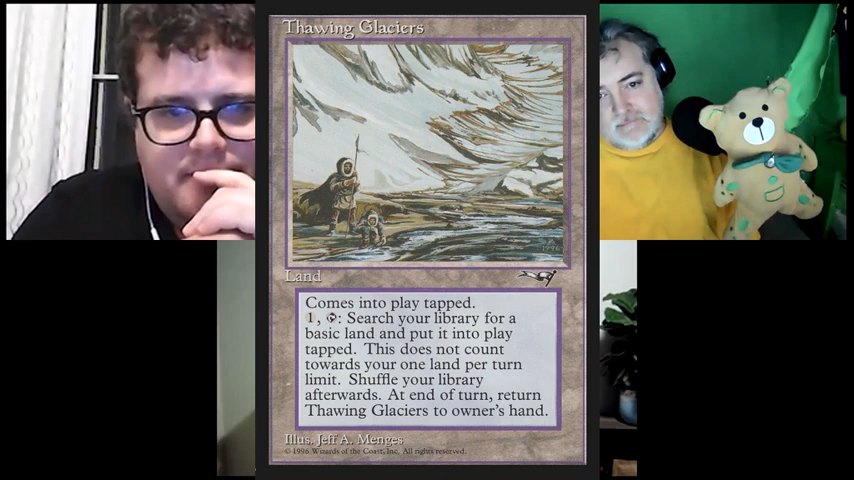 Thawing Glaciers
Land
Comes into play tapped.
1, : Search your library for a
basic land and put it into play
tapped. This does not count
towards your one land per turn
limit. Shuffle your library
afterwards. At end of turn, return
Thawing Glaciers to owner's hand.
Illus. Jeff A. Menges
© 1996 Wizards of the Coast, Inc. All rights reserved.